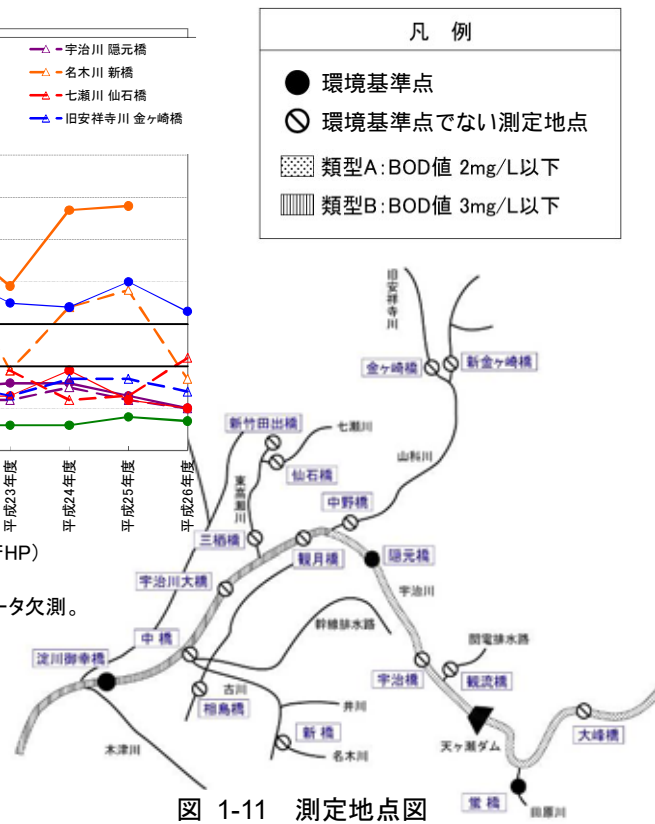 宇治川 隠元橋
名木川 新橋
七瀬川 仙石橋
旧安祥寺川 金ヶ崎橋
凡 例
環境基準点
環境基準点でない測定地点
類型A：BOD値 2mg/L以下
類型B：BOD値 3mg/L以下
平成23年度
平成24年度
平成25年度
平成26年度
HP）
ータ欠測。
旧安祥寺川
金ヶ崎橋
新金ヶ崎橋
新竹田出橋
七瀬川
仙石橋
山科川
東高瀬川
中野橋
三栖橋
観月橋
隠元橋
宇治川大橋
宇治川
幹線排水路
中 橋
関電排水路
淀川御幸橋
宇治橋
観流橋
古川
相島橋
井川
新 橋
大峰橋
天ヶ瀬ダム
木津川
名木川
蛍 橋
田原川
図 1-11 測定地点図